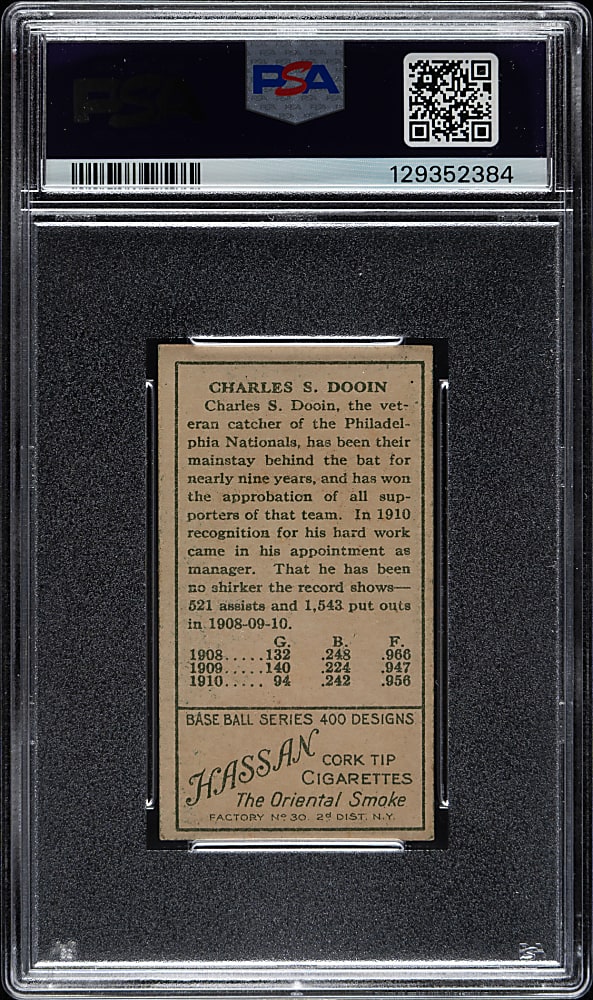 PSA
129352384
CHARLES S. DOOIN
Charles S. Dooin, the vet-
eran catcher of the Philadel-
phia Nationals, has been their
mainstay behind the bat for
nearly nine years, and has won
the approbation of all sup-
porters of that team. In 1910
recognition for his hard work
came in his appointment as
manager. That he has been
no shirker the record shows—
521 assists and 1,543 put outs
in 1908-09-10.
G. B. F.
1908.....132 .248 .966
1909.....140 .224 .947
1910..... 94 .242 .956
BASE BALL SERIES 400 DESIGNS
HASSAN CORK TIP
CIGARETTES
The Oriental Smoke
FACTORY Nº 30. 2d DIST. N.Y.